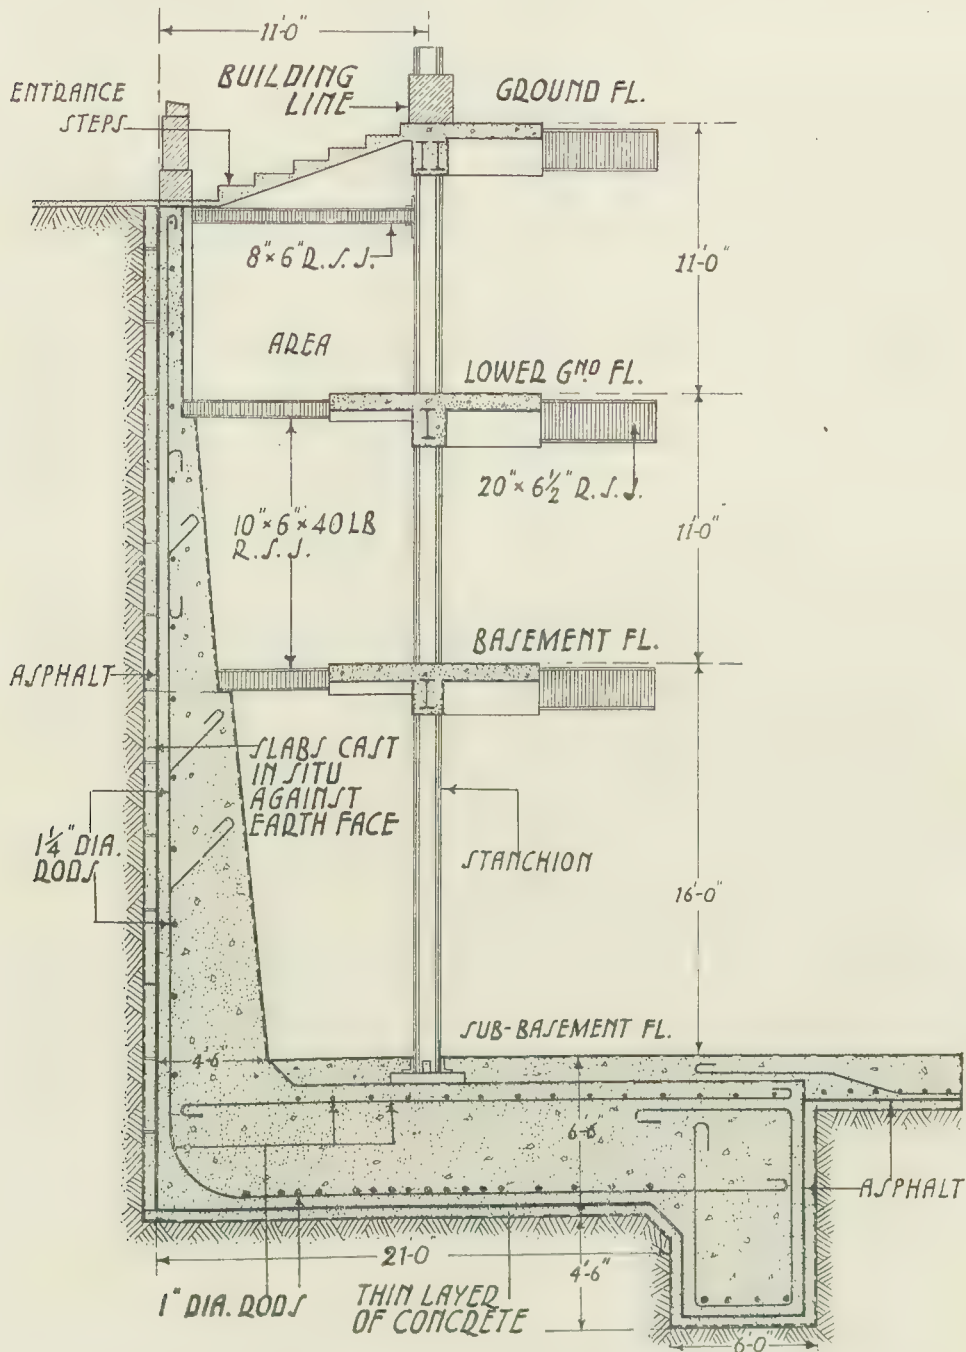 11'-0"
BUILDING
LINE
GROUND FL.
ENTRANCE
STEPS
8" × 6" R.S.J.
11'-0"
AREA
LOWER GND FL.
20" × 6½" R.S.J.
10" × 6" × 40 LB
R.S.J.
11'-0"
BASEMENT FL.
ASPHALT
SLABS CAST
IN SITU
AGAINST
EARTH FACE
1¼" DIA.
RODS
STANCHION
16'-0"
SUB-BASEMENT FL.
4'-6"
6'-6"
ASPHALT
21'-0"
4'-6"
1" DIA. RODS
THIN LAYER
OF CONCRETE
6'-0"